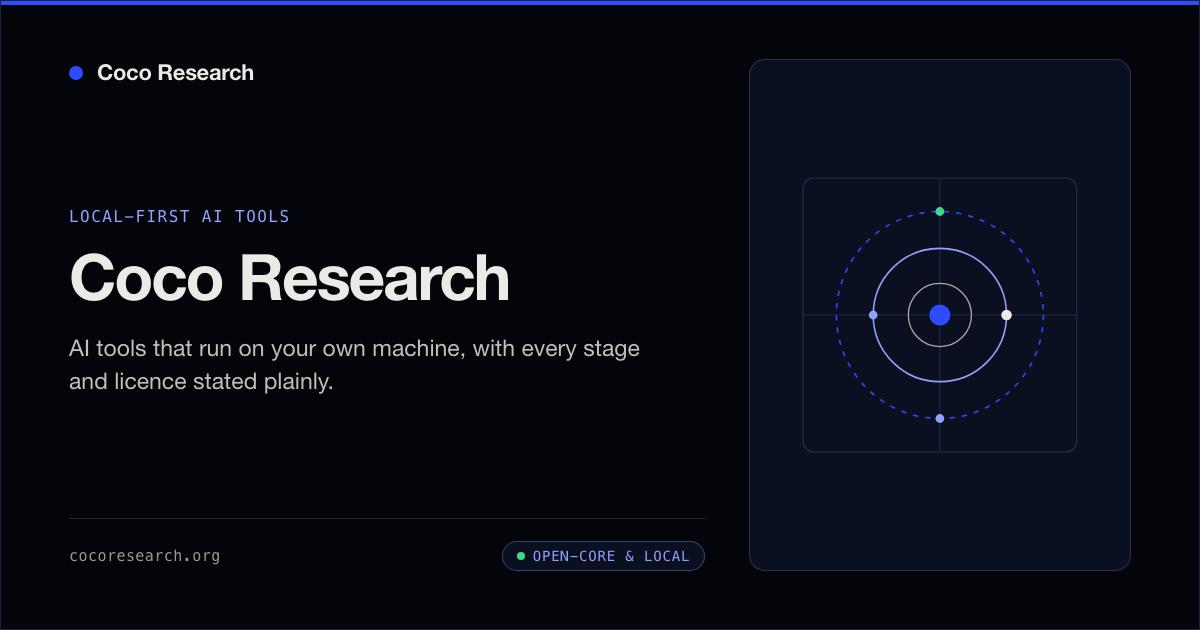 Coco Research
LOCAL-FIRST AI TOOLS
Coco Research
AI tools that run on your own machine, with every stage
and licence stated plainly.
cocoresearch.org
OPEN-CORE & LOCAL